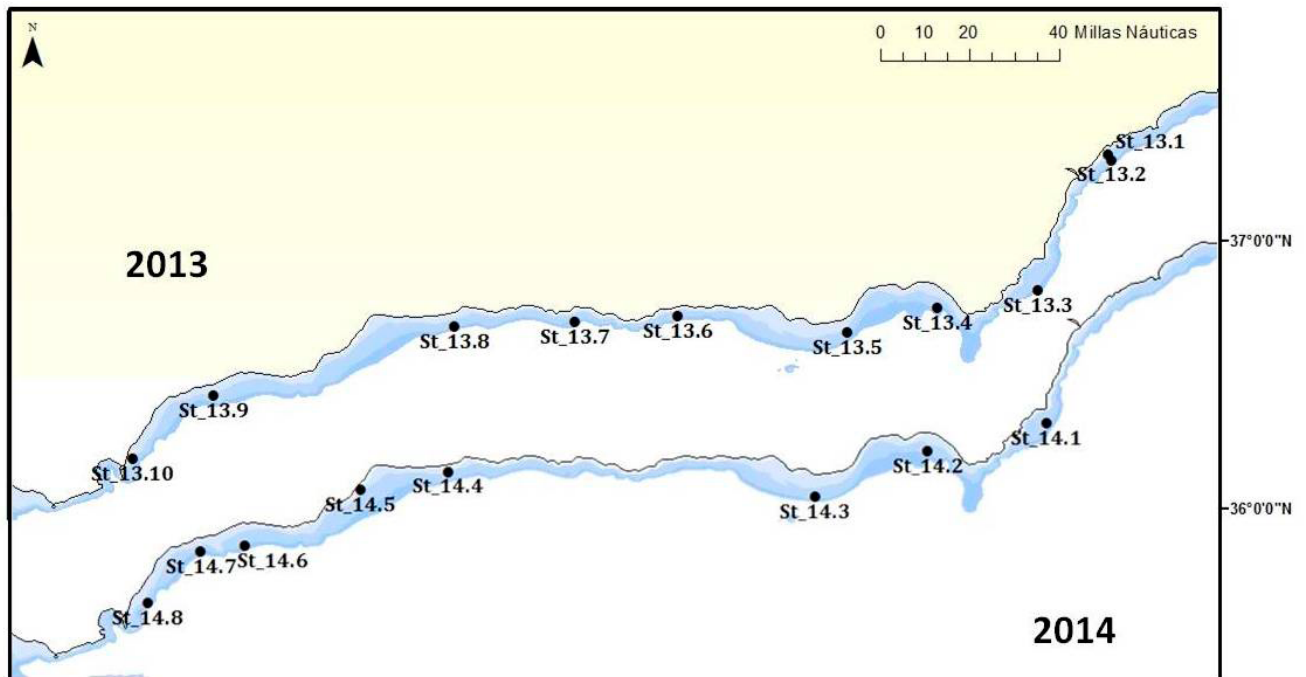 N
0 10 20 40 Millas Náuticas
St_13.1
St_13.2
37°0'0"N
2013
St_13.3
St_13.4
St_13.6
St_13.7
St_13.8
St_13.5
St_13.9
St_14.1
St_13.10
St_14.2
St_14.4
St_14.5
St_14.3
36°0'0"N
St_14.6
St_14.7
St_14.8
2014